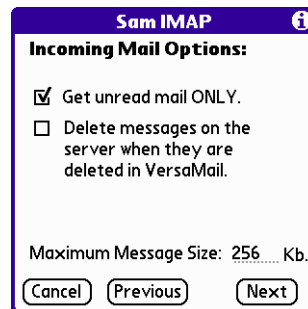 Sam IMAP
Incoming Mail Options:
Get unread mail ONLY.
Delete messages on the
server when they are
deleted in VersaMail.
Maximum Message Size: 256 Kb.
Cancel Previous Next